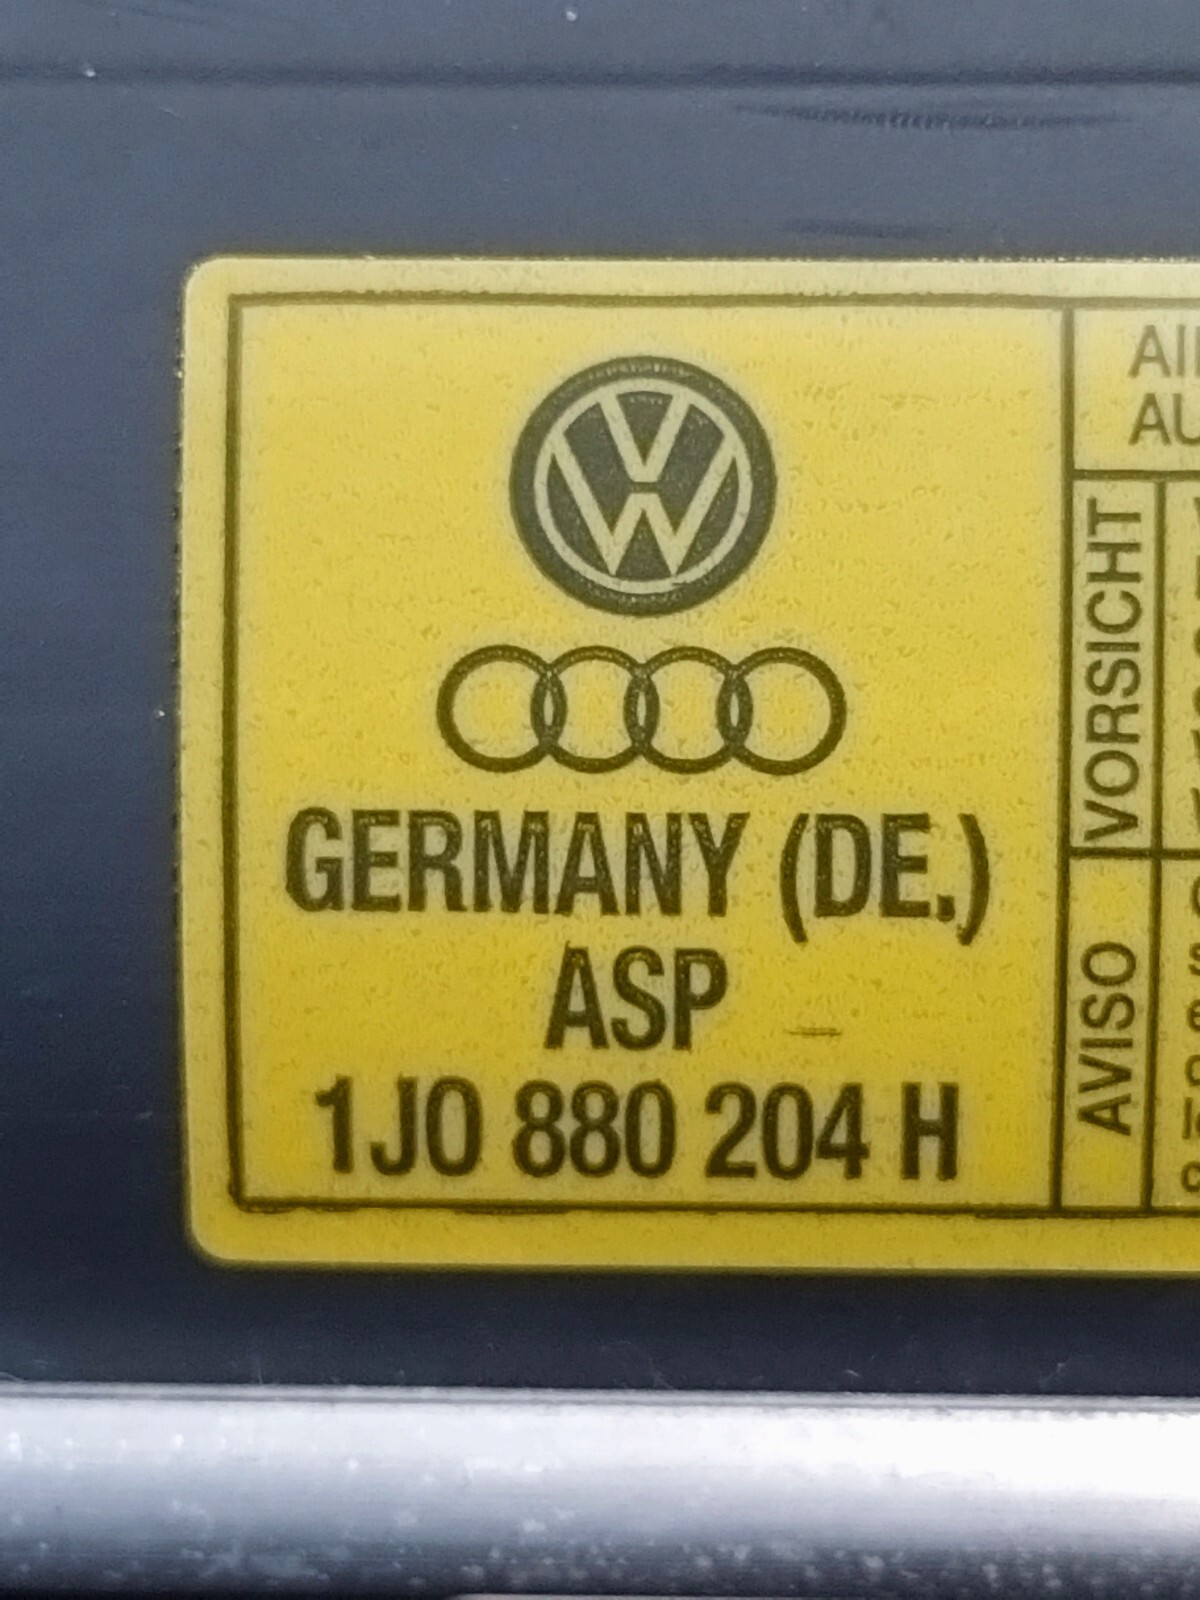 GERMANY (DE.)
ASP
1J0 880 204 H
VORSICHT
AVISO